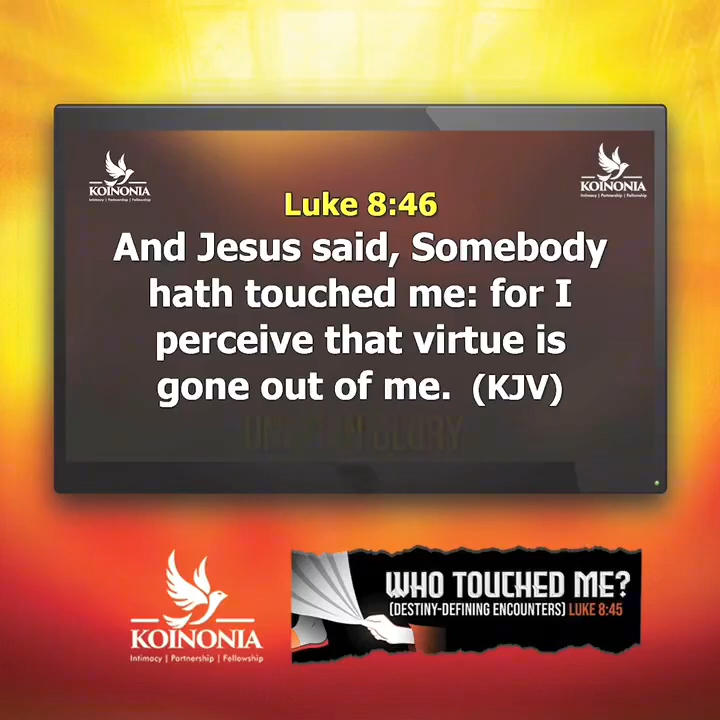 KOINONIA
Intimacy | Partnership | Fellowship
KOINONIA
Intimacy | Partnership | Fellowship
Luke 8:46
And Jesus said, Somebody
hath touched me: for I
perceive that virtue is
gone out of me. (KJV)
KOINONIA
Intimacy | Partnership | Fellowship
WHO TOUCHED ME?
(DESTINY-DEFINING ENCOUNTERS) LUKE 8:45